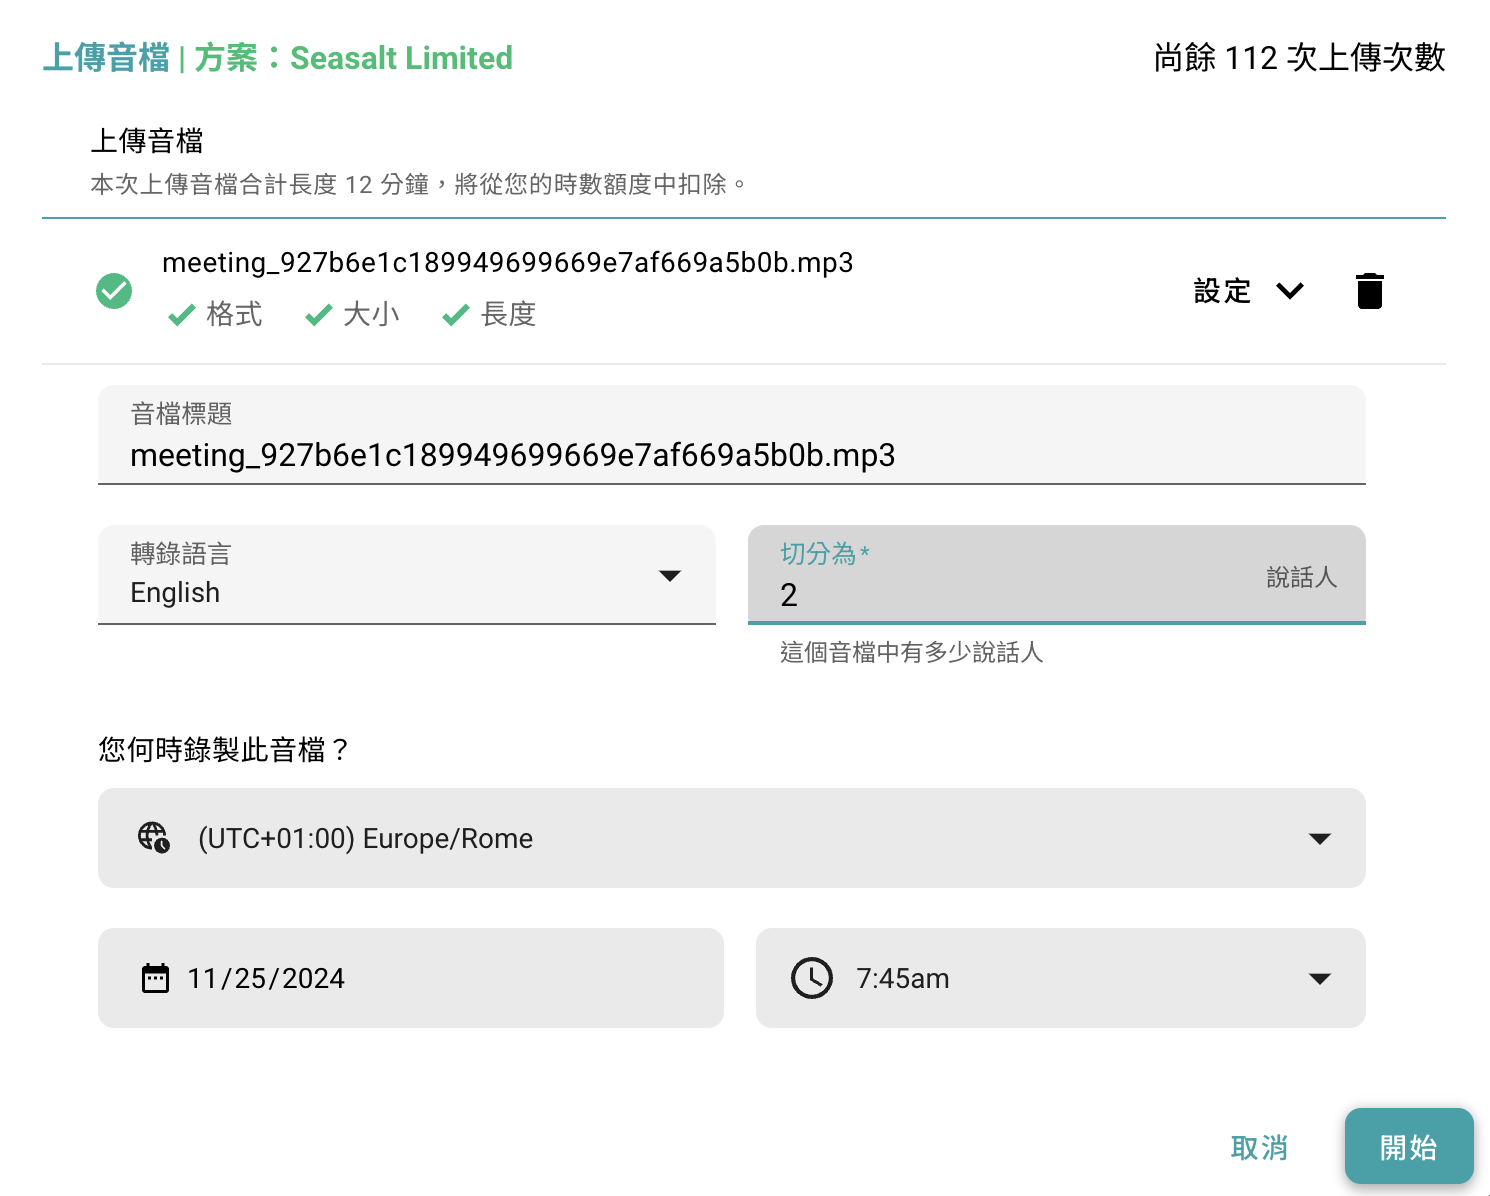 上傳音檔 | 方案：Seasalt Limited
尚餘 112 次上傳次數
上傳音檔
本次上傳音檔合計長度 12 分鐘，將從您的時數額度中扣除。
meeting_927b6e1c189949699669e7af669a5b0b.mp3
格式 大小 長度
設定
音檔標題
meeting_927b6e1c189949699669e7af669a5b0b.mp3
轉錄語言
English
切分為*
2
說話人
這個音檔中有多少說話人
您何時錄製此音檔？
(UTC+01:00) Europe/Rome
11/25/2024
7:45am
取消
開始